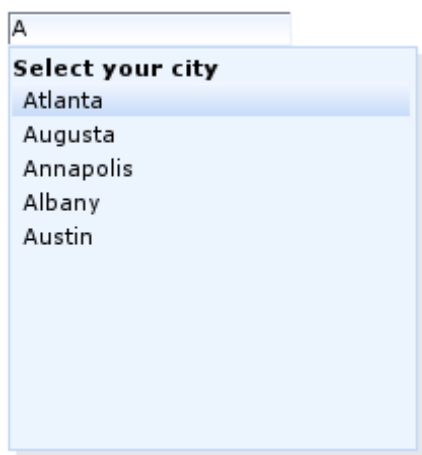 A
Select your city
Atlanta
Augusta
Annapolis
Albany
Austin